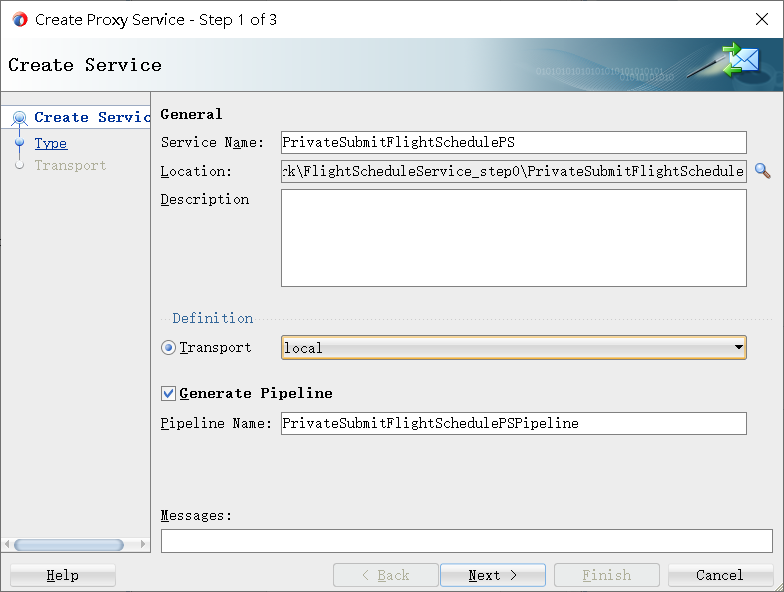 Create Proxy Service - Step 1 of 3
Create Service
Create Servic
Type
Transport
General
Service Name: PrivateSubmitFlightSchedulePS
Location: rk\FlightScheduleService_step0\PrivateSubmitFlightSchedule
Description
Definition
Transport local
Generate Pipeline
Pipeline Name: PrivateSubmitFlightSchedulePSPipeline
Messages:
Help < Back Next > Finish Cancel